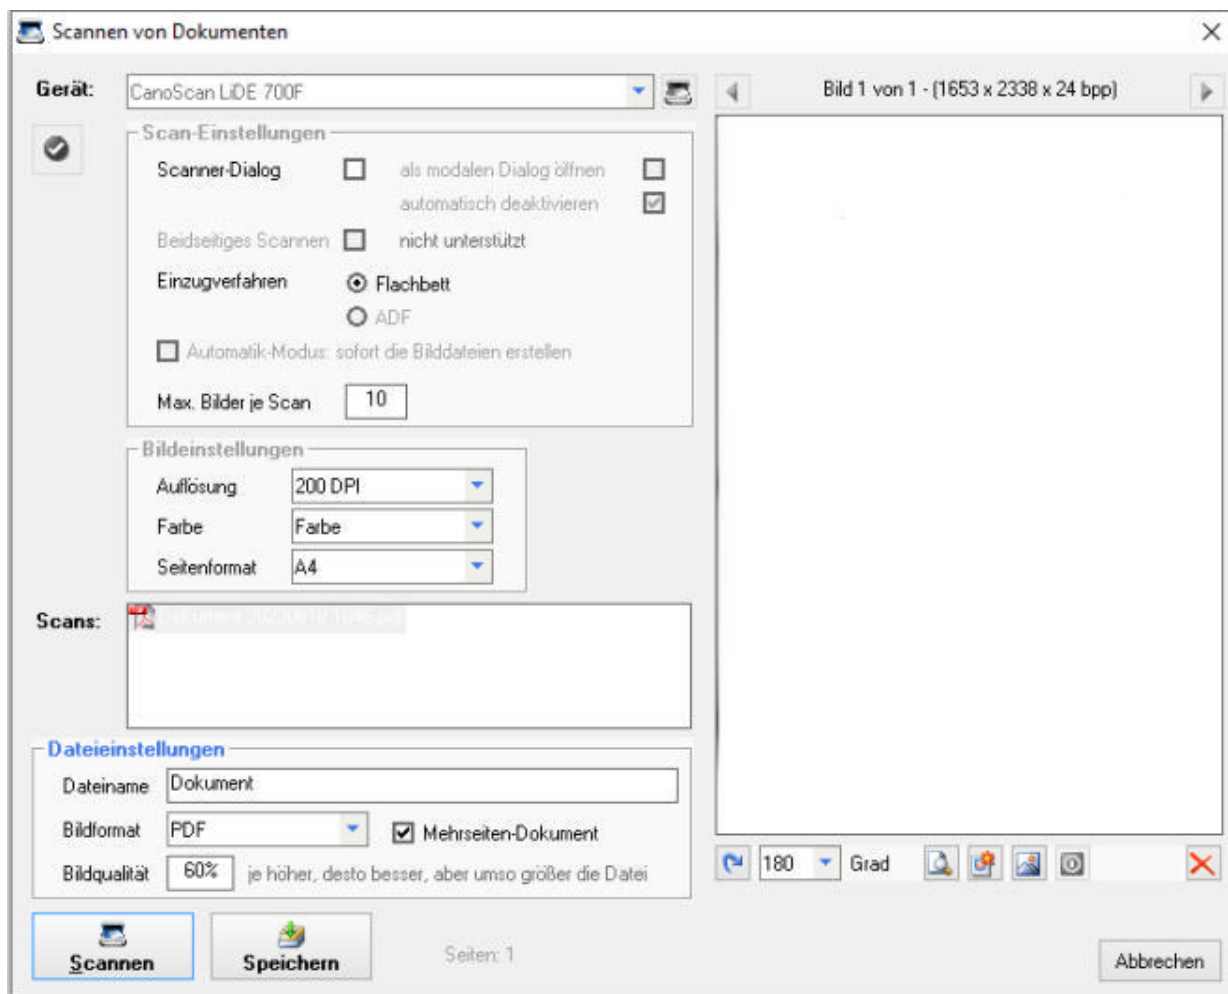 Scannen von Dokumenten
Gerät: CanoScan LiDE 700F
Bild 1 von 1 - (1653 x 2338 x 24 bpp)
Scan-Einstellungen
Scanner-Dialog als modalen Dialog öffnen
automatisch deaktivieren
Beidseitiges Scannen nicht unterstützt
Einzugverfahren Flachbett
ADF
Automatik-Modus: sofort die Bilddateien erstellen
Max. Bilder je Scan 10
Bildeinstellungen
Auflösung 200 DPI
Farbe Farbe
Seitenformat A4
Scans:
Dateieinstellungen
Dateiname Dokument
Bildformat PDF Mehrseiten-Dokument
Bildqualität 60% je höher, desto besser, aber umso größer die Datei
180 Grad
Scannen Speichern Seiten: 1 Abbrechen